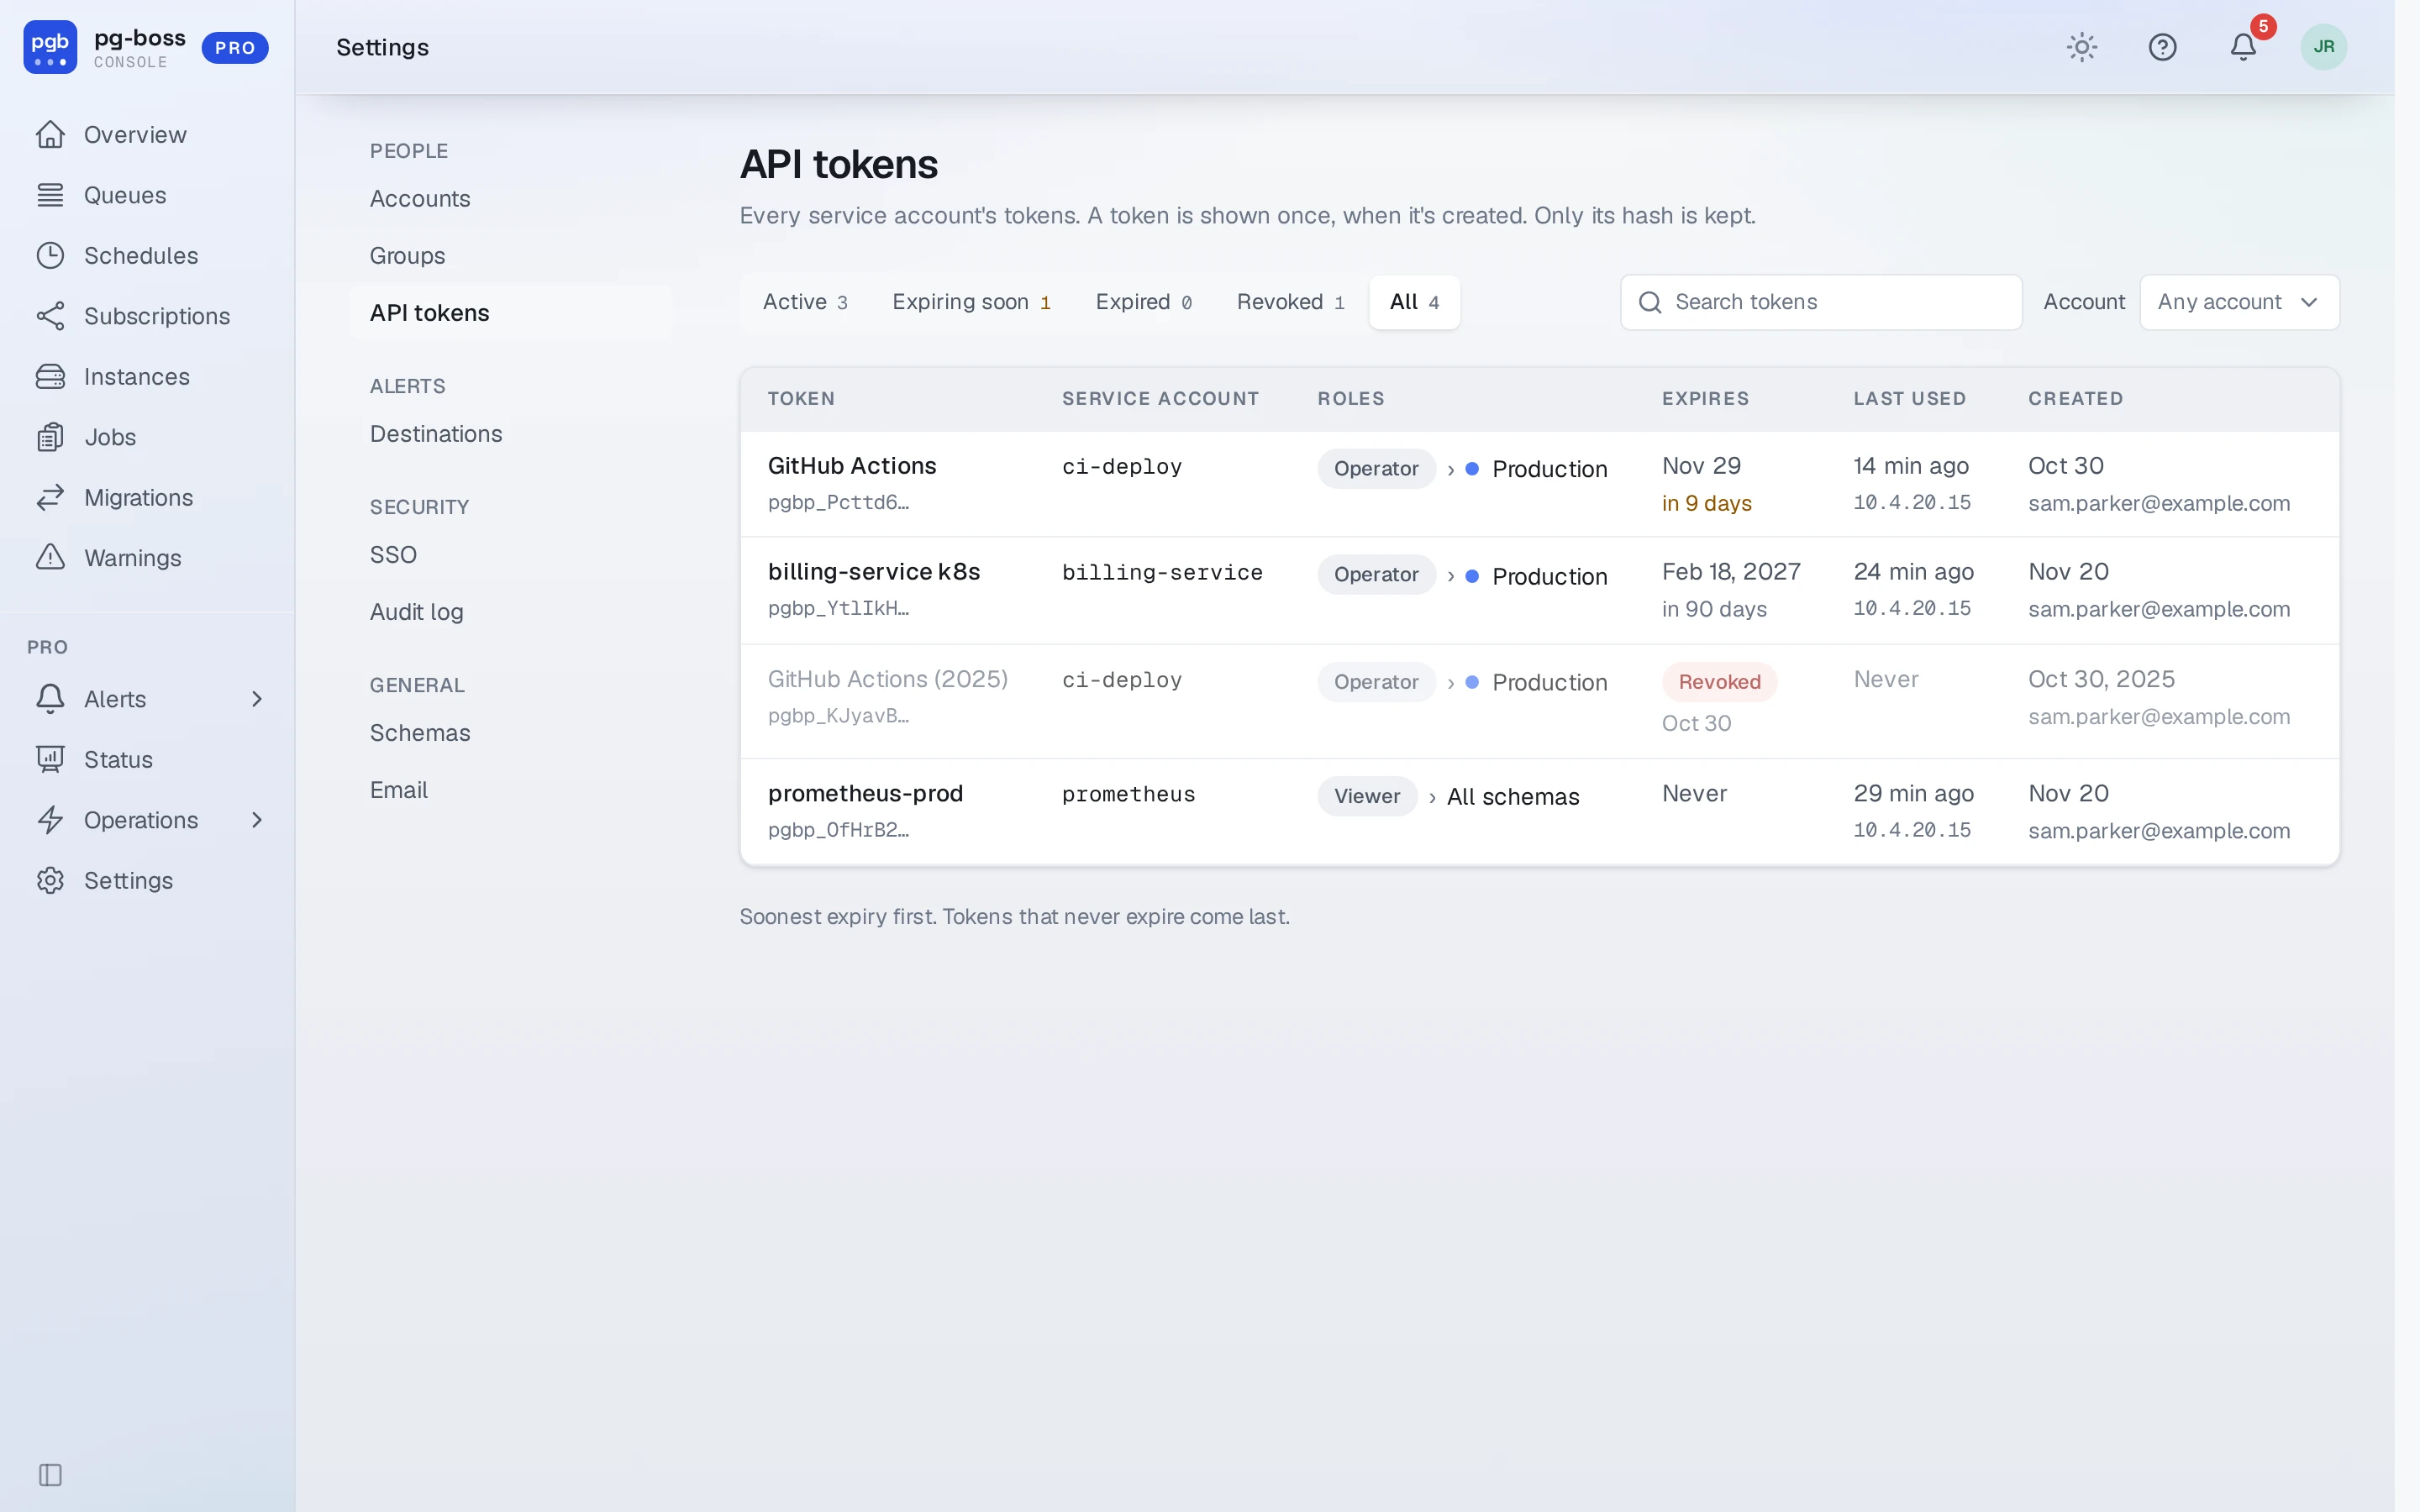 pgb
pg-boss
CONSOLE
PRO
Overview
Queues
Schedules
Subscriptions
Instances
Jobs
Migrations
Warnings
PRO
Alerts
Status
Operations
Settings
Settings
5
JR
PEOPLE
Accounts
Groups
API tokens
ALERTS
Destinations
SECURITY
SSO
Audit log
GENERAL
Schemas
Email
API tokens
Every service account's tokens. A token is shown once, when it's created. Only its hash is kept.
Active 3 Expiring soon 1 Expired 0 Revoked 1 All 4
Search tokens
Account
Any account
TOKEN SERVICE ACCOUNT ROLES EXPIRES LAST USED CREATED
GitHub Actions ci-deploy Operator › Production Nov 29 14 min ago Oct 30
pgbp_Pcttd6… in 9 days 10.4.20.15 sam.parker@example.com
billing-service k8s billing-service Operator › Production Feb 18, 2027 24 min ago Nov 20
pgbp_YtlIkH… in 90 days 10.4.20.15 sam.parker@example.com
GitHub Actions (2025) ci-deploy Operator › Production Revoked Never Oct 30, 2025
pgbp_KJyavB… Oct 30 sam.parker@example.com
prometheus-prod prometheus Viewer › All schemas Never 29 min ago Nov 20
pgbp_OfHrB2… 10.4.20.15 sam.parker@example.com
Soonest expiry first. Tokens that never expire come last.